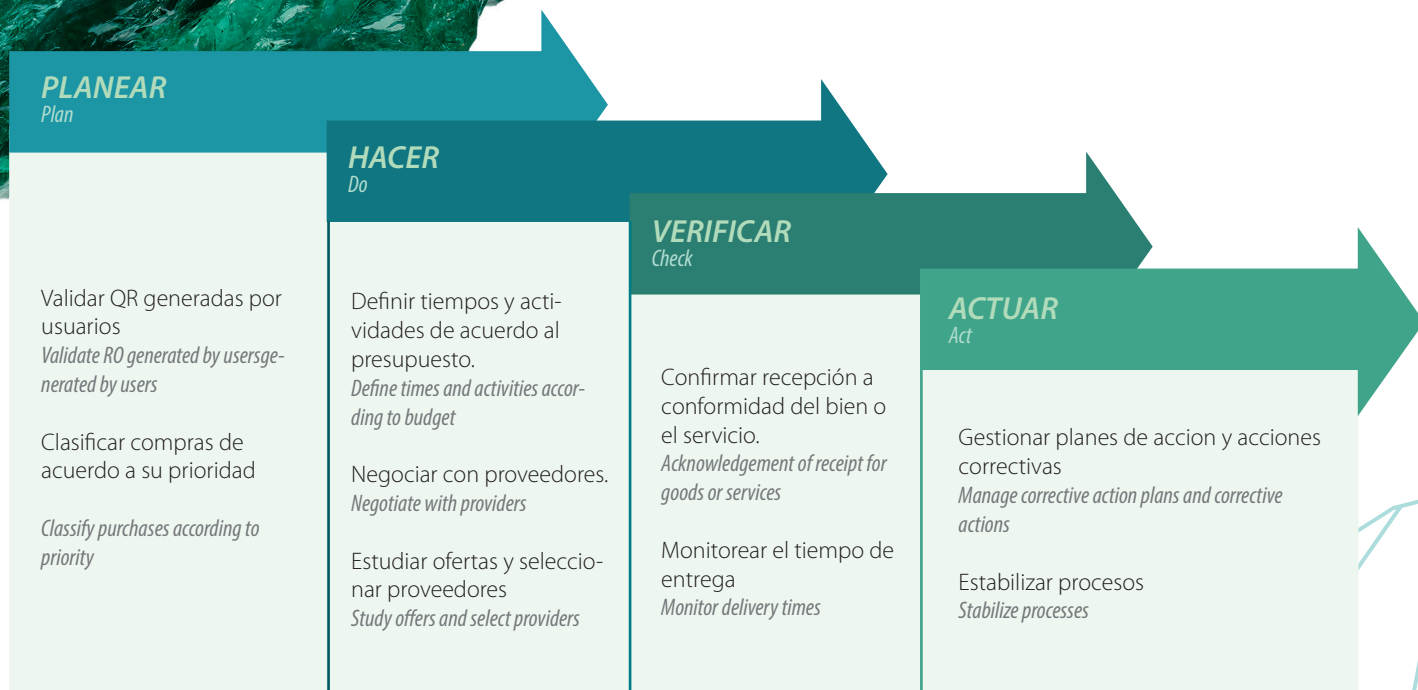 PLANEAR
Plan
Validar QR generadas por
usuarios
Validate RO generated by usersge-
nerated by users
Clasificar compras de
acuerdo a su prioridad
Classify purchases according to
priority
HACER
Do
Definir tiempos y acti-
vidades de acuerdo al
presupuesto.
Define times and activities accor-
ding to budget
Negociar con proveedores.
Negotiate with providers
Estudiar ofertas y seleccio-
nar proveedores
Study offers and select providers
VERIFICAR
Check
Confirmar recepción a
conformidad del bien o
el servicio.
Acknowledgement of receipt for
goods or services
Monitorear el tiempo de
entrega
Monitor delivery times
ACTUAR
Act
Gestionar planes de accion y acciones
correctivas
Manage corrective action plans and corrective
actions
Estabilizar procesos
Stabilize processes